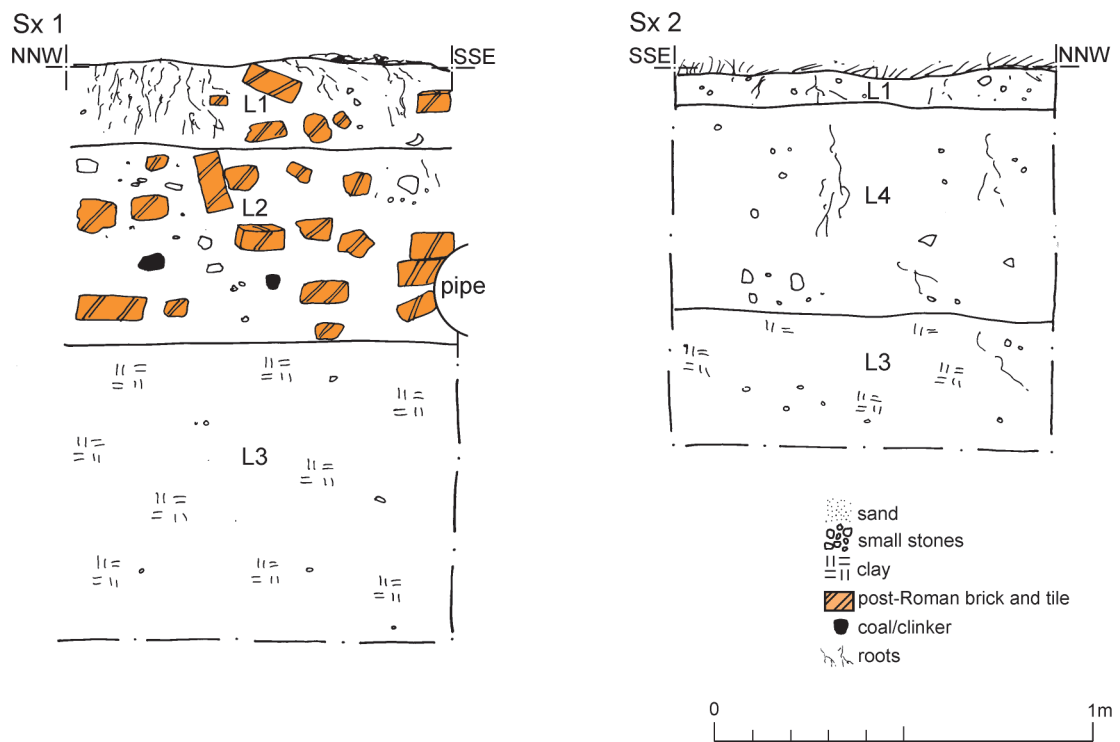 Sx 1
NNW
SSE
L1
L2
pipe
L3
Sx 2
SSE
NNW
L1
L4
L3
sand
small stones
clay
post-Roman brick and tile
coal/clinker
roots
0
1m